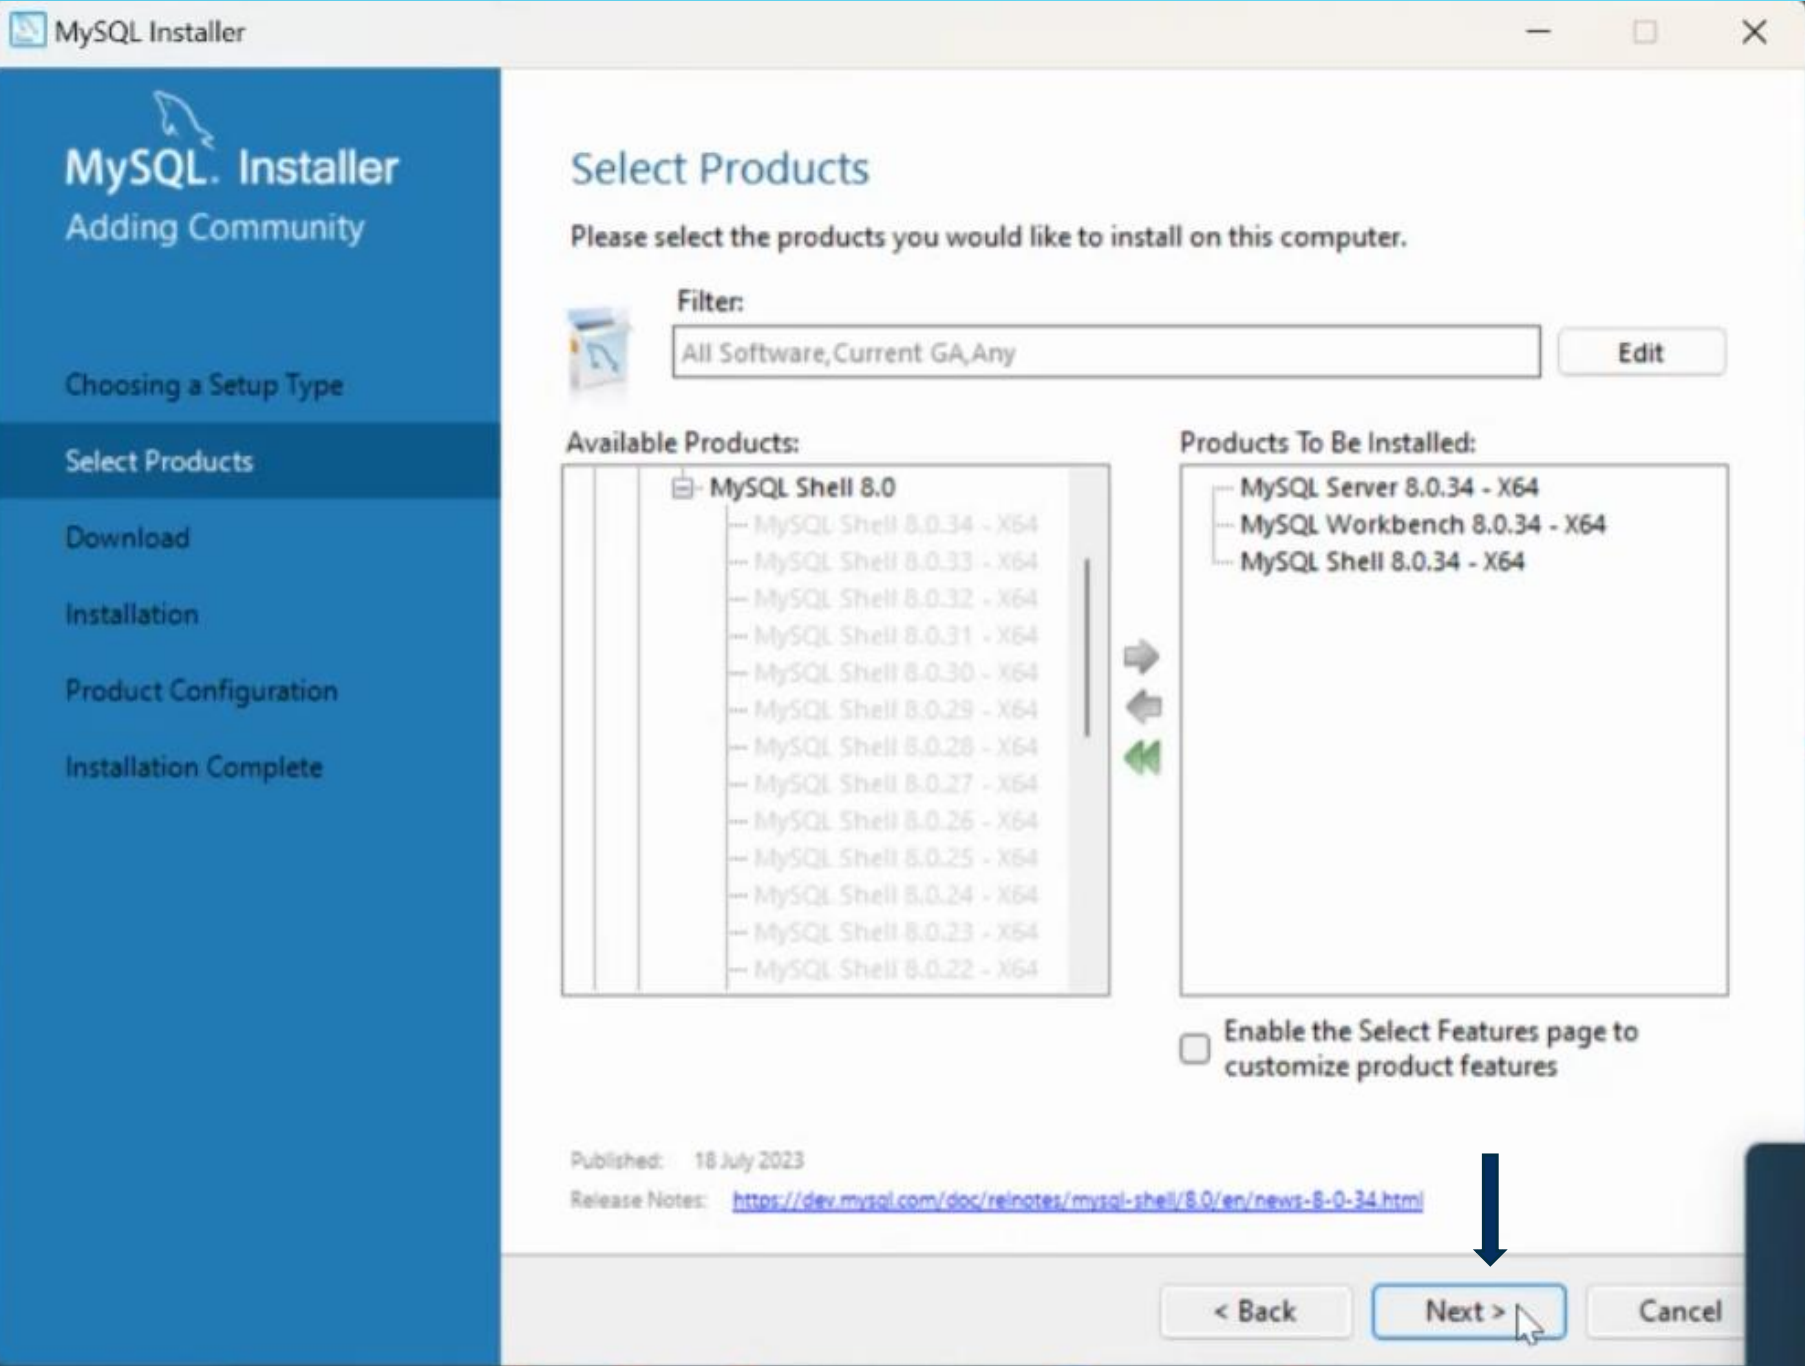 MySQL Installer
MySQL. Installer
Adding Community
Choosing a Setup Type
Select Products
Download
Installation
Product Configuration
Installation Complete
Select Products
Please select the products you would like to install on this computer.
Filter:
All Software,Current GA,Any
Edit
Available Products:
MySQL Shell 8.0
MySQL Shell 8.0.34 - X64
MySQL Shell 8.0.33 - X64
MySQL Shell 8.0.32 - X64
MySQL Shell 8.0.31 - X64
MySQL Shell 8.0.30 - X64
MySQL Shell 8.0.29 - X64
MySQL Shell 8.0.28 - X64
MySQL Shell 8.0.27 - X64
MySQL Shell 8.0.26 - X64
MySQL Shell 8.0.25 - X64
MySQL Shell 8.0.24 - X64
MySQL Shell 8.0.23 - X64
MySQL Shell 8.0.22 - X64
Products To Be Installed:
MySQL Server 8.0.34 - X64
MySQL Workbench 8.0.34 - X64
MySQL Shell 8.0.34 - X64
Enable the Select Features page to
customize product features
Published: 18 July 2023
Release Notes: https://dev.mysql.com/doc/relnotes/mysql-shell/8.0/en/news-8-0-34.html
< Back
Next >
Cancel